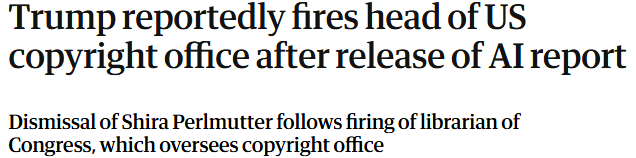 Trump reportedly fires head of US
copyright office after release of AI report
Dismissal of Shira Perlmutter follows firing of librarian of
Congress, which oversees copyright office